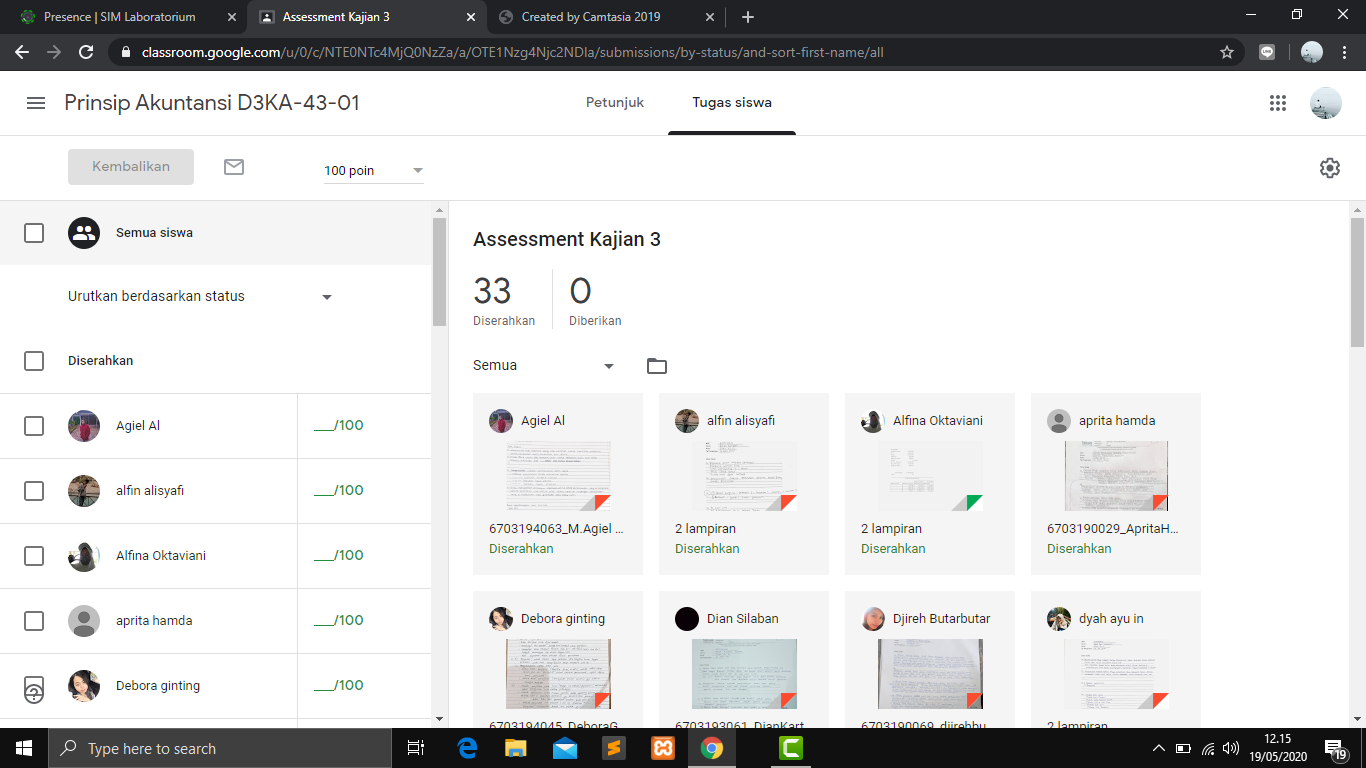 Presence | SIM Laboratorium
Assessment Kajian 3
Created by Camtasia 2019
classroom.google.com/u/0/c/NTE0NTc4MjQ0NzZa/a/OTE1Nzg4Njc2NDIa/submissions/by-status/and-sort-first-name/all
Prinsip Akuntansi D3KA-43-01
Petunjuk
Tugas siswa
Kembalikan
100 poin
Semua siswa
Urutkan berdasarkan status
Diserahkan
Agiel Al
___/100
alfin alisyafi
___/100
Alfina Oktaviani
___/100
aprita hamda
___/100
Debora ginting
___/100
Assessment Kajian 3
33
0
Diserahkan
Diberikan
Semua
Agiel Al
alfin alisyafi
Alfina Oktaviani
aprita hamda
6703194063_M.Agiel ...
2 lampiran
2 lampiran
6703190029_ApritaH...
Diserahkan
Diserahkan
Diserahkan
Diserahkan
Debora ginting
Dian Silaban
Djireh Butarbutar
dyah ayu in
6703194045_DeboraG...
6703193061_DianKart...
6703190069_djirehbu...
2 lampiran
Type here to search
12.15
19/05/2020
19